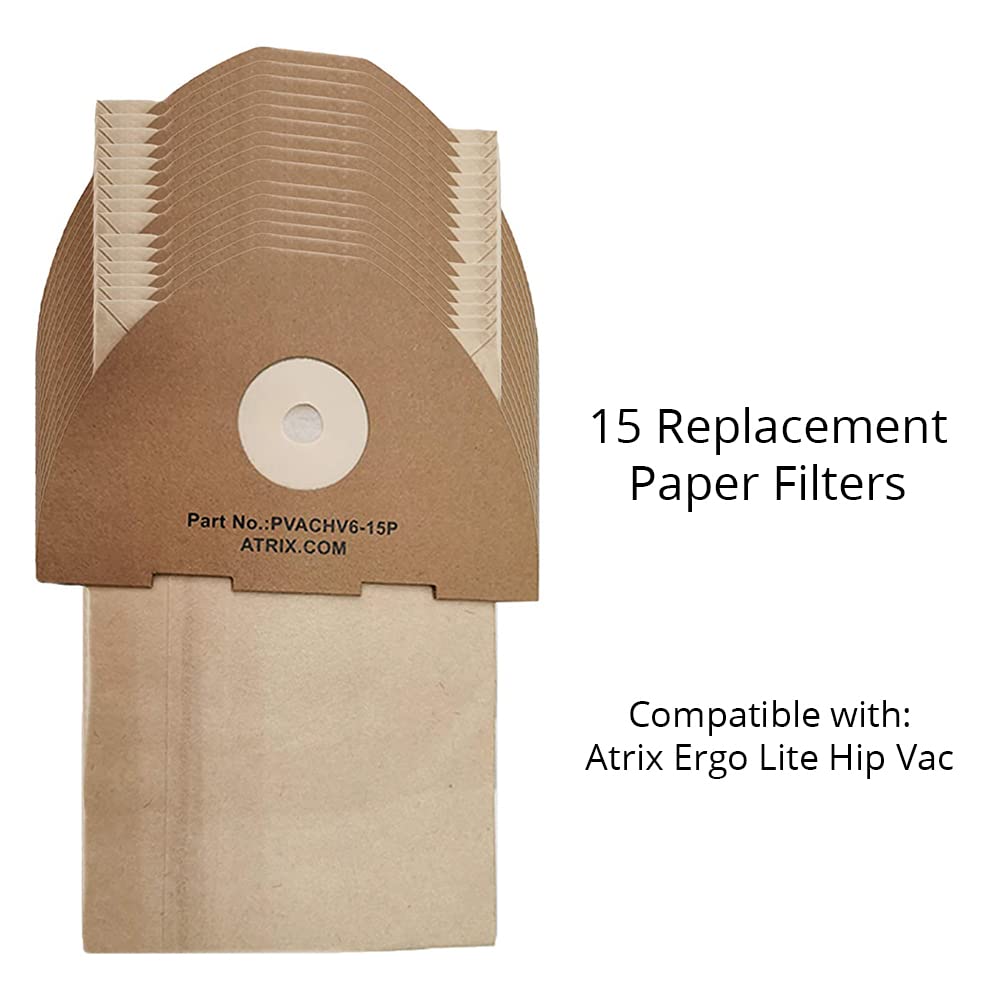 15 Replacement
Paper Filters
Part No.:PVACHV6-15P
ATRIX.COM
Compatible with:
Atrix Ergo Lite Hip Vac